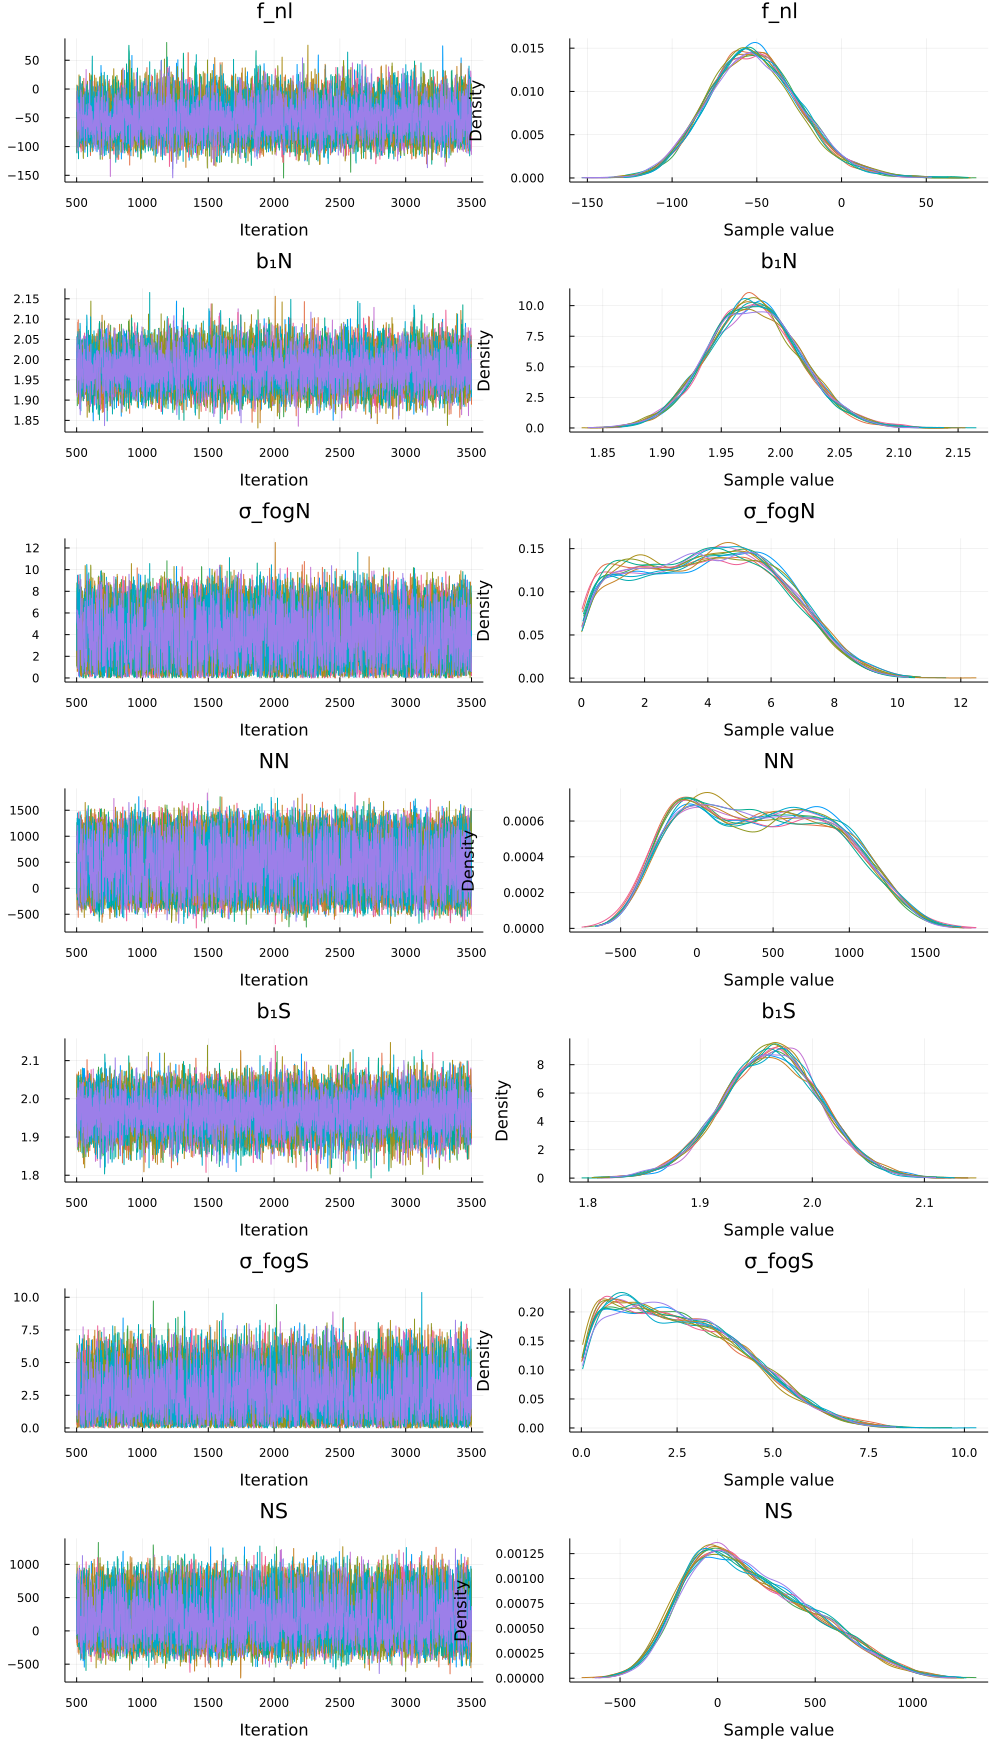 f_nl f_nl
50
0
−50
−100
−150
Density
0.015
0.010
0.005
0.000
500 1000 1500 2000 2500 3000 3500 −150 −100 −50 0 50
Iteration Sample value
b₁N b₁N
2.15
2.10
2.05
2.00
1.95
1.90
1.85
Density
10.0
7.5
5.0
2.5
0.0
500 1000 1500 2000 2500 3000 3500 1.85 1.90 1.95 2.00 2.05 2.10 2.15
Iteration Sample value
σ_fogN σ_fogN
12
10
8
6
4
2
0
Density
0.15
0.10
0.05
0.00
500 1000 1500 2000 2500 3000 3500 0 2 4 6 8 10 12
Iteration Sample value
NN NN
1500
1000
500
0
−500
Density
0.0006
0.0004
0.0002
0.0000
500 1000 1500 2000 2500 3000 3500 −500 0 500 1000 1500
Iteration Sample value
b₁S b₁S
2.1
2.0
1.9
1.8
Density
8
6
4
2
0
500 1000 1500 2000 2500 3000 3500 1.8 1.9 2.0 2.1
Iteration Sample value
σ_fogS σ_fogS
10.0
7.5
5.0
2.5
0.0
Density
0.20
0.15
0.10
0.05
0.00
500 1000 1500 2000 2500 3000 3500 0.0 2.5 5.0 7.5 10.0
Iteration Sample value
NS NS
1000
500
0
−500
Density
0.00125
0.00100
0.00075
0.00050
0.00025
0.00000
500 1000 1500 2000 2500 3000 3500 −500 0 500 1000
Iteration Sample value